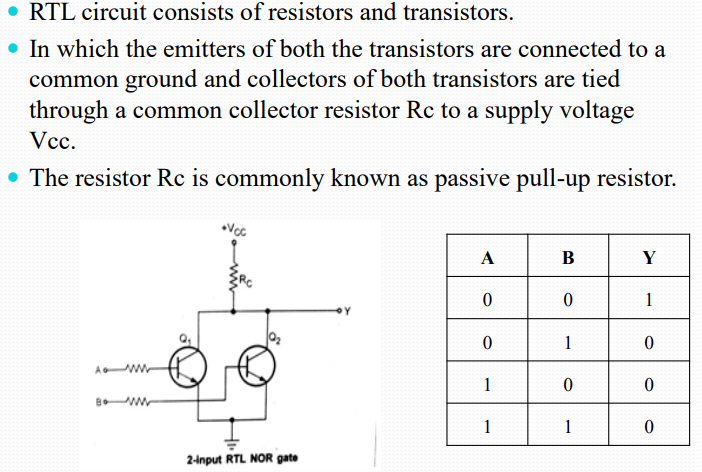 RTL circuit consists of resistors and transistors.
In which the emitters of both the transistors are connected to a
common ground and collectors of both transistors are tied
through a common collector resistor Rc to a supply voltage
Vcc.
The resistor Rc is commonly known as passive pull-up resistor.
+VCC
RC
Y
Q1
Q2
A
B
2-input RTL NOR gate
A B Y
0 0 1
0 1 0
1 0 0
1 1 0